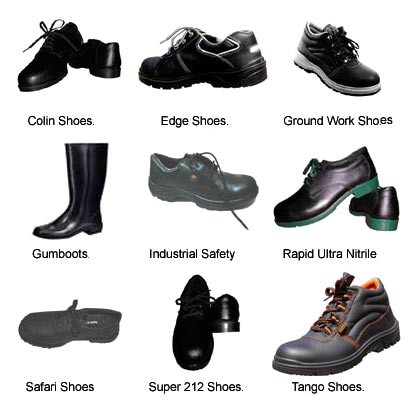 Colin Shoes.
Edge Shoes.
Ground Work Shoes
Gumboots.
Industrial Safety
Rapid Ultra Nitrile
Safari Shoes
Super 212 Shoes.
Tango Shoes.